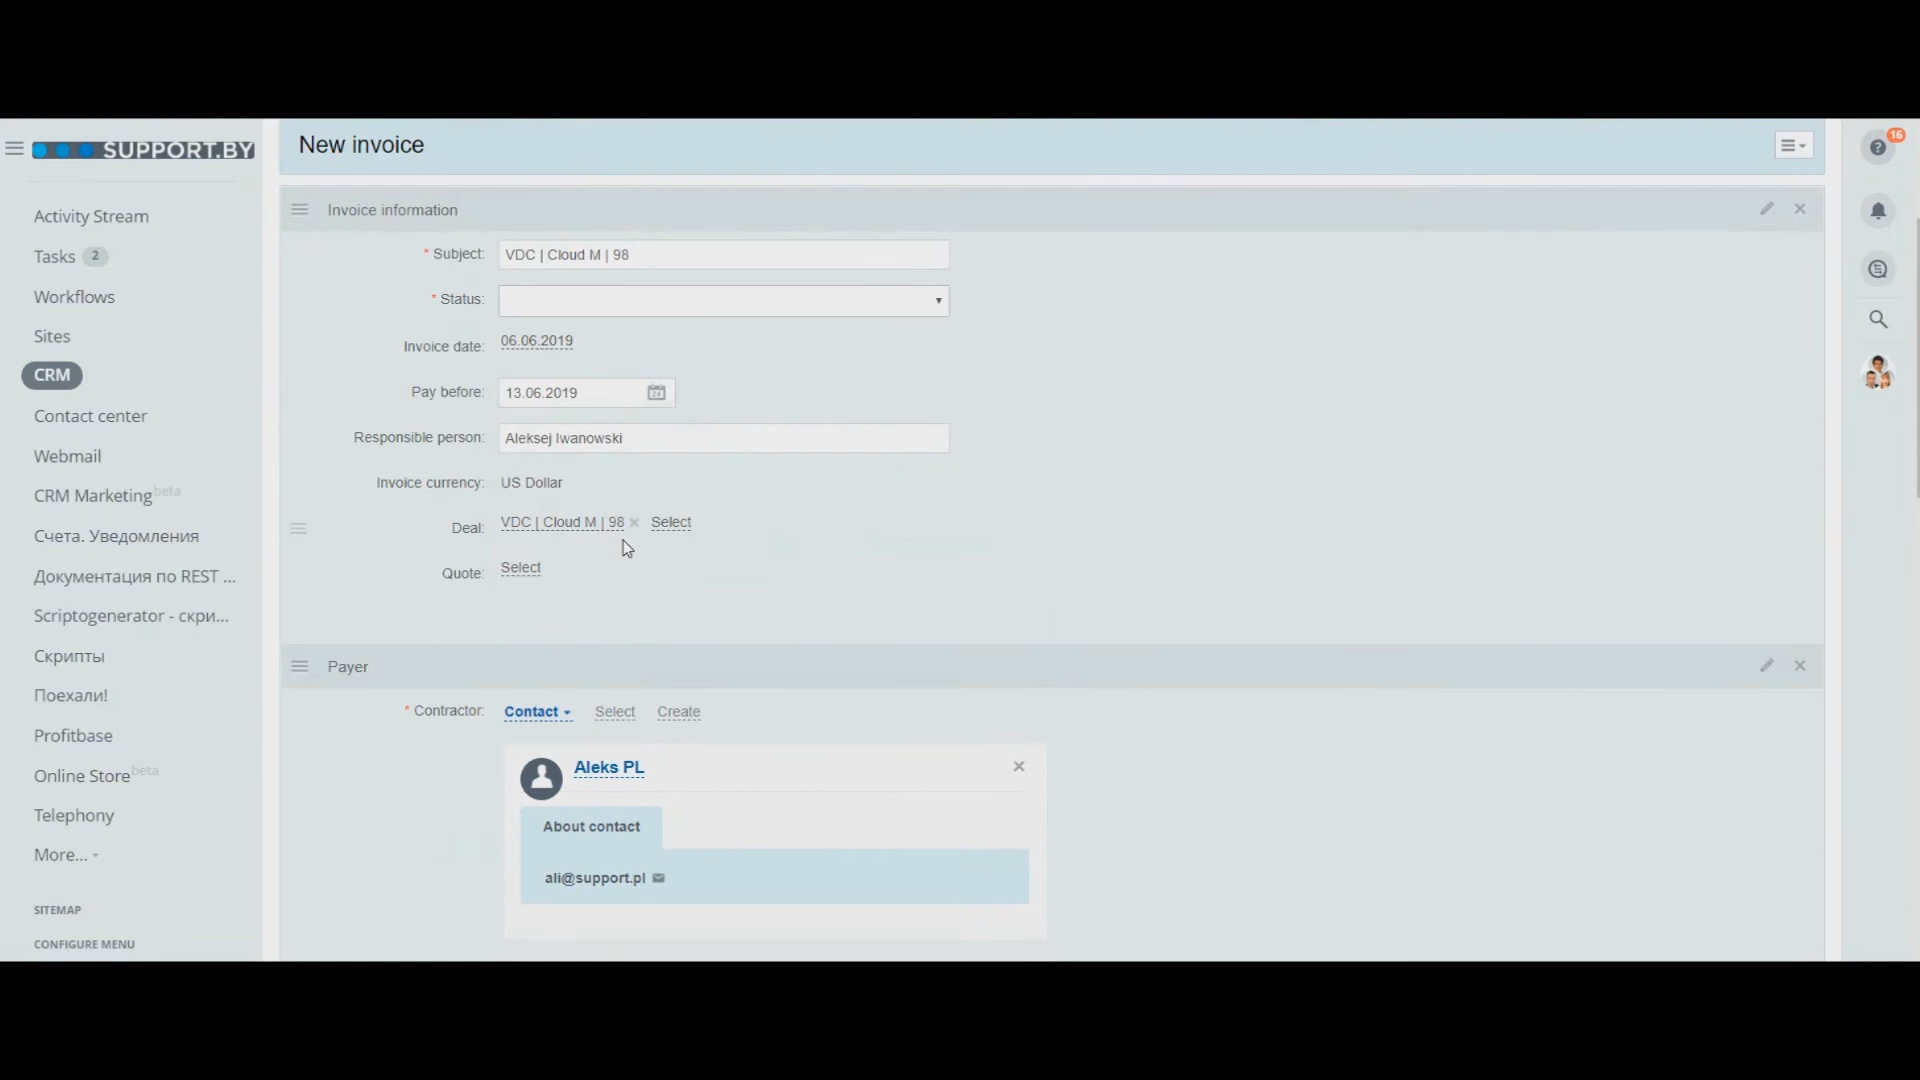 SUPPORT.BY
Activity Stream
Tasks 2
Workflows
Sites
CRM
Contact center
Webmail
CRM Marketing beta
Счета. Уведомления
Документация по REST ...
Scriptogenerator - скри...
Скрипты
Поехали!
Profitbase
Online Store beta
Telephony
More...
SITEMAP
CONFIGURE MENU
New invoice
Invoice information
* Subject: VDC | Cloud M | 98
* Status:
Invoice date: 06.06.2019
Pay before: 13.06.2019
Responsible person: Aleksej Iwanowski
Invoice currency: US Dollar
Deal: VDC | Cloud M | 98 Select
Quote: Select
Payer
* Contractor: Contact Select Create
Aleks PL
About contact
ali@support.pl
16